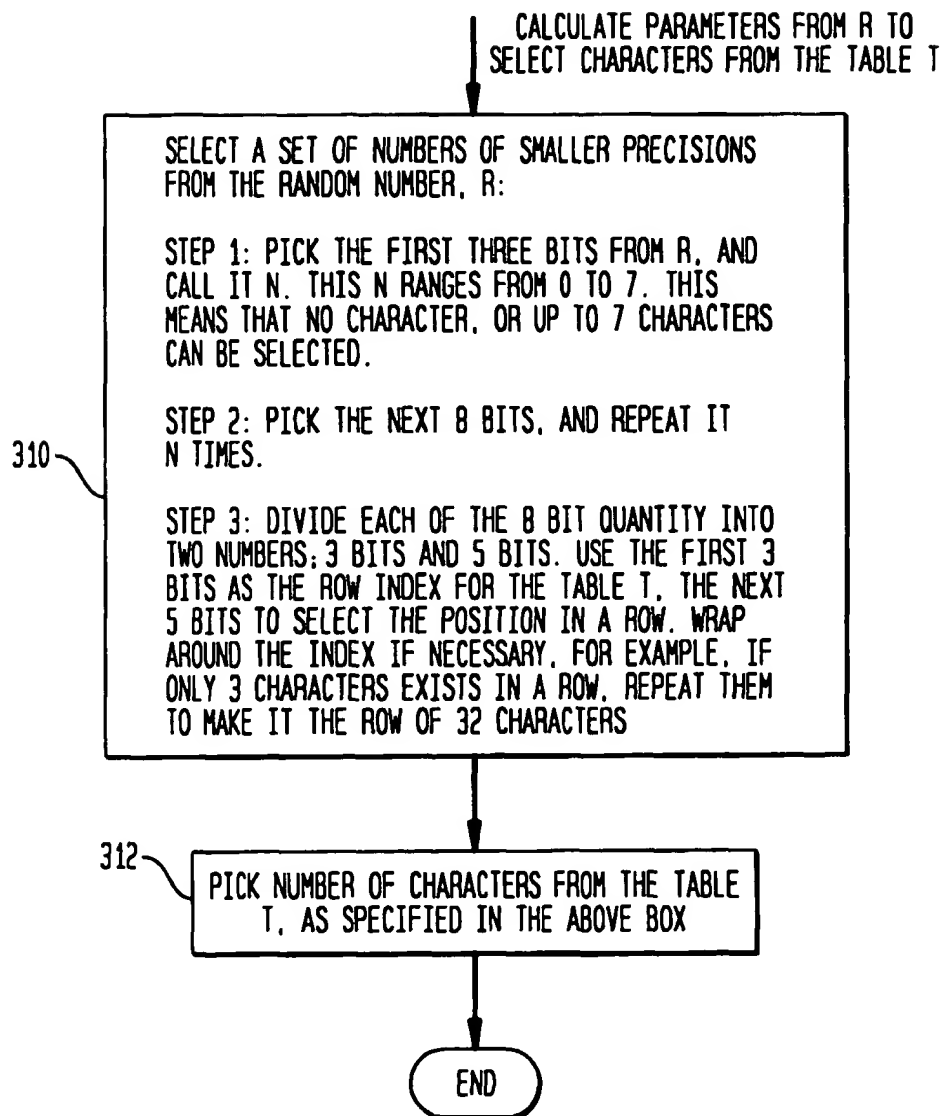 CALCULATE PARAMETERS FROM R TO
SELECT CHARACTERS FROM THE TABLE T
SELECT A SET OF NUMBERS OF SMALLER PRECISIONS
FROM THE RANDOM NUMBER, R:
STEP 1: PICK THE FIRST THREE BITS FROM R, AND
CALL IT N. THIS N RANGES FROM 0 TO 7. THIS
MEANS THAT NO CHARACTER, OR UP TO 7 CHARACTERS
CAN BE SELECTED.
STEP 2: PICK THE NEXT 8 BITS, AND REPEAT IT
N TIMES.
310
STEP 3: DIVIDE EACH OF THE 8 BIT QUANTITY INTO
TWO NUMBERS; 3 BITS AND 5 BITS. USE THE FIRST 3
BITS AS THE ROW INDEX FOR THE TABLE T, THE NEXT
5 BITS TO SELECT THE POSITION IN A ROW. WRAP
AROUND THE INDEX IF NECESSARY, FOR EXAMPLE, IF
ONLY 3 CHARACTERS EXISTS IN A ROW, REPEAT THEM
TO MAKE IT THE ROW OF 32 CHARACTERS
312
PICK NUMBER OF CHARACTERS FROM THE TABLE
T, AS SPECIFIED IN THE ABOVE BOX
END